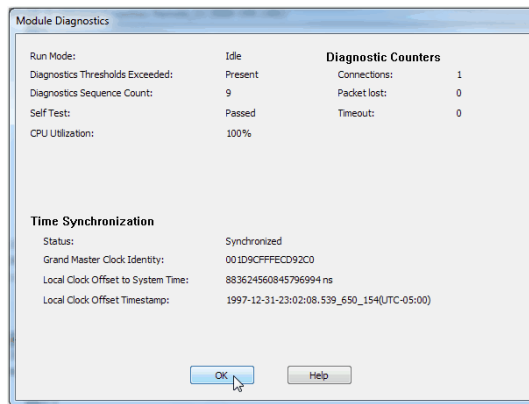 Module Diagnostics
Run Mode: Idle
Diagnostics Thresholds Exceeded: Present
Diagnostics Sequence Count: 9
Self Test: Passed
CPU Utilization: 100%
Diagnostic Counters
Connections: 1
Packet lost: 0
Timeout: 0
Time Synchronization
Status: Synchronized
Grand Master Clock Identity: 001D9CFFFECD92C0
Local Clock Offset to System Time: 883624560845796994 ns
Local Clock Offset Timestamp: 1997-12-31-23:02:08.539_650_154(UTC-05:00)
OK Help